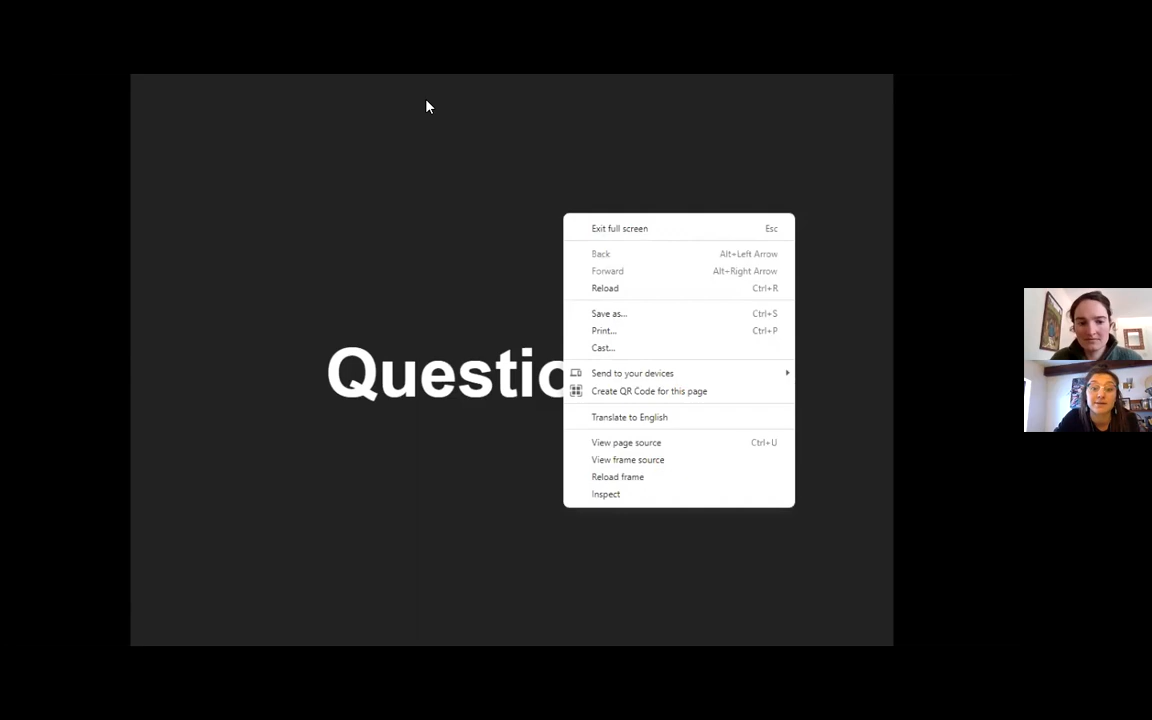 Exit full screen Esc
Back Alt+Left Arrow
Forward Alt+Right Arrow
Reload Ctrl+R
Save as... Ctrl+S
Print... Ctrl+P
Cast...
Questio
Send to your devices
Create QR Code for this page
Translate to English
View page source Ctrl+U
View frame source
Reload frame
Inspect